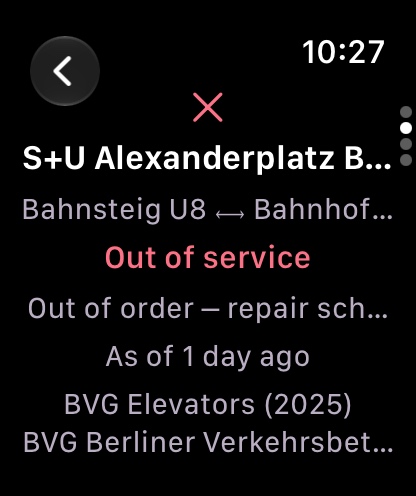 10:27
S+U Alexanderplatz B...
Bahnsteig U8 ⟷ Bahnhof...
Out of service
Out of order – repair sch...
As of 1 day ago
BVG Elevators (2025)
BVG Berliner Verkehrsbet...